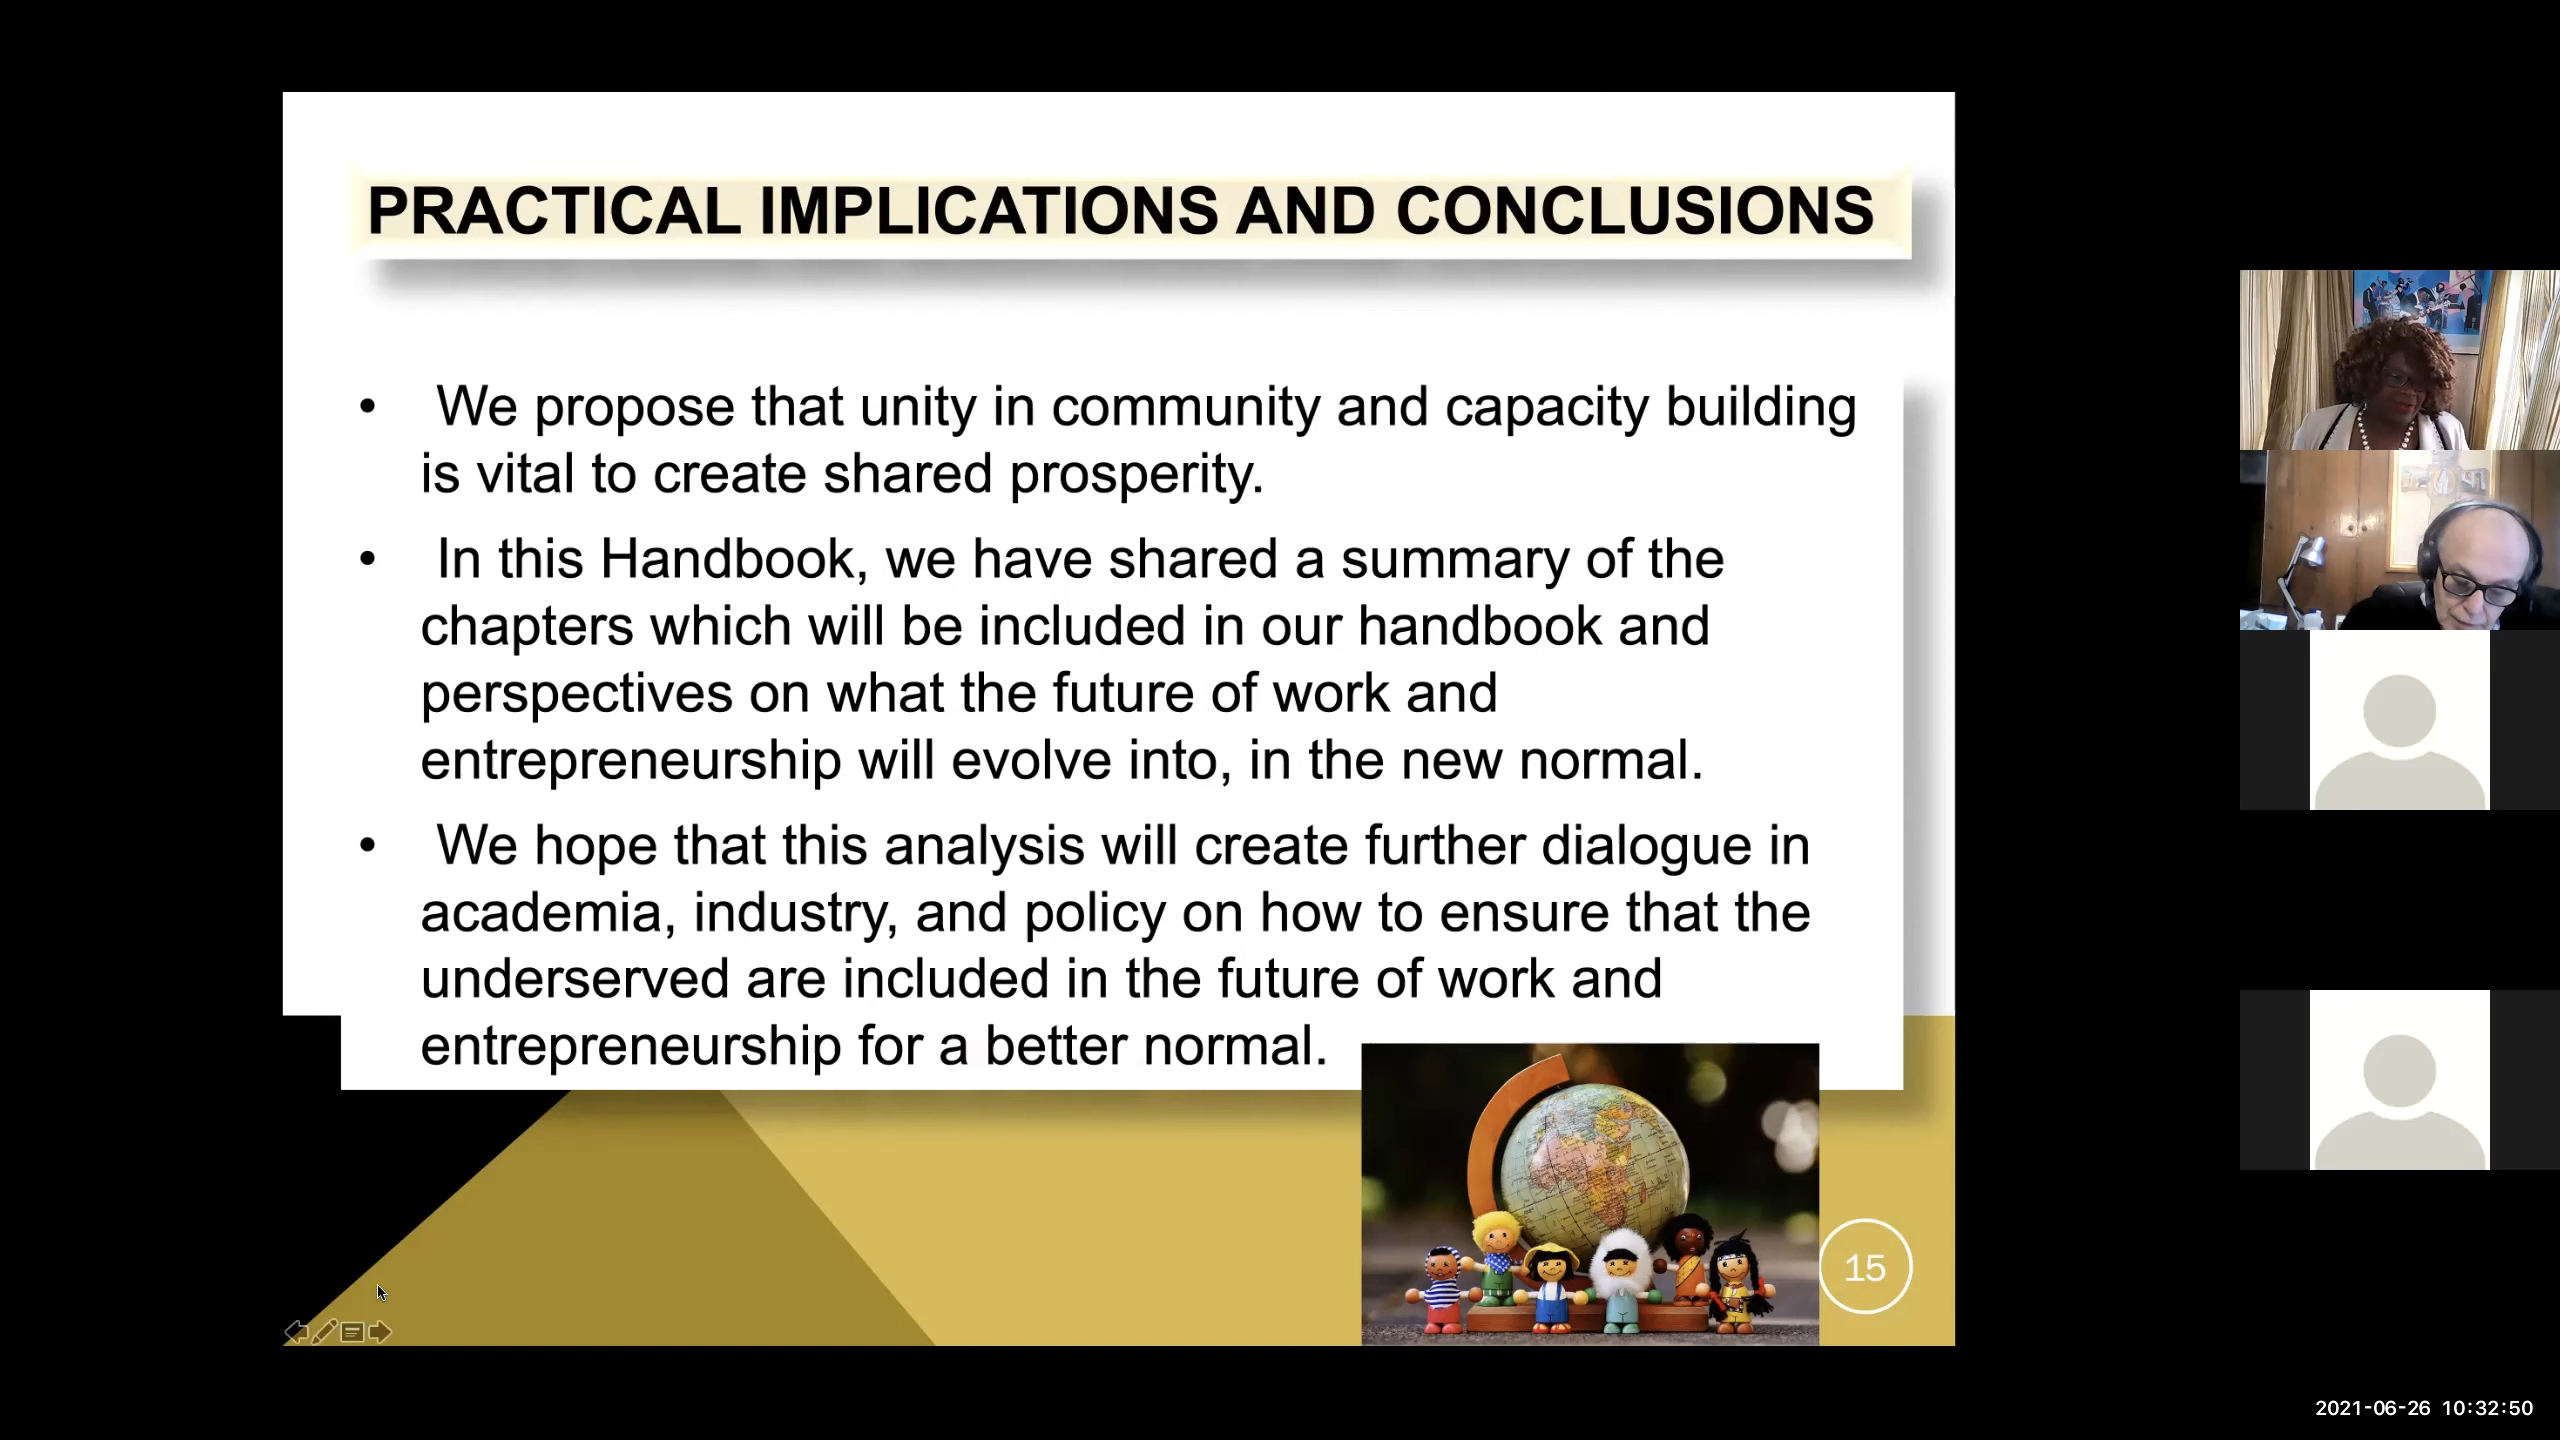 PRACTICAL IMPLICATIONS AND CONCLUSIONS
• We propose that unity in community and capacity building
is vital to create shared prosperity.
• In this Handbook, we have shared a summary of the
chapters which will be included in our handbook and
perspectives on what the future of work and
entrepreneurship will evolve into, in the new normal.
• We hope that this analysis will create further dialogue in
academia, industry, and policy on how to ensure that the
underserved are included in the future of work and
entrepreneurship for a better normal.
15
2021-06-26 10:32:50